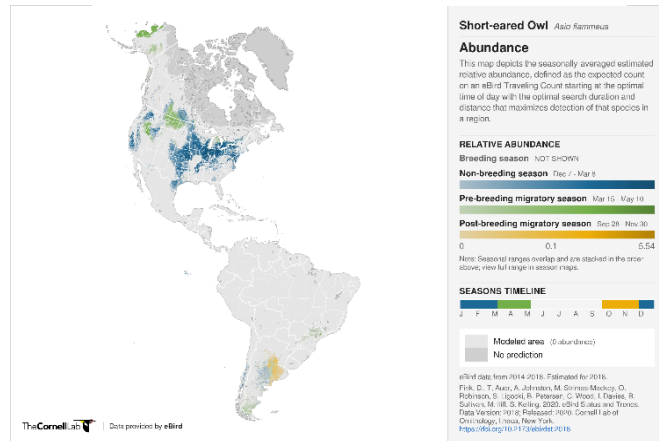 Short-eared Owl Asio flammeus
Abundance
This map depicts the seasonally averaged estimated
relative abundance, defined as the expected count
on an eBird Traveling Count starting at the optimal
time of day with the optimal search duration and
distance that maximizes detection of that species in
a region.
RELATIVE ABUNDANCE
Breeding season NOT SHOWN
Non-breeding season Dec 7 - Mar 8
Pre-breeding migratory season Mar 15 May 10
Post-breeding migratory season Sep 28 Nov 30
0 0.1 5.54
Note: Seasonal ranges overlap and are stacked in the order
above; view full range in season maps.
SEASONS TIMELINE
J F M A M J J A S O N D
Modeled area (0 abundance)
No prediction
eBird data from 2014-2018. Estimated for 2018.
Fink, D., T. Auer, A. Johnston, M. Strimas-Mackey, O.
Robinson, S. Ligocki, B. Petersen, C. Wood, I. Davies, B.
Sullivan, M. Iliff, S. Kelling. 2020. eBird Status and Trends.
Data Version: 2018; Released: 2020. Cornell Lab of
Ornithology, Ithaca, New York.
https://doi.org/10.2173/ebirdst.2018
TheCornellLab Data provided by eBird